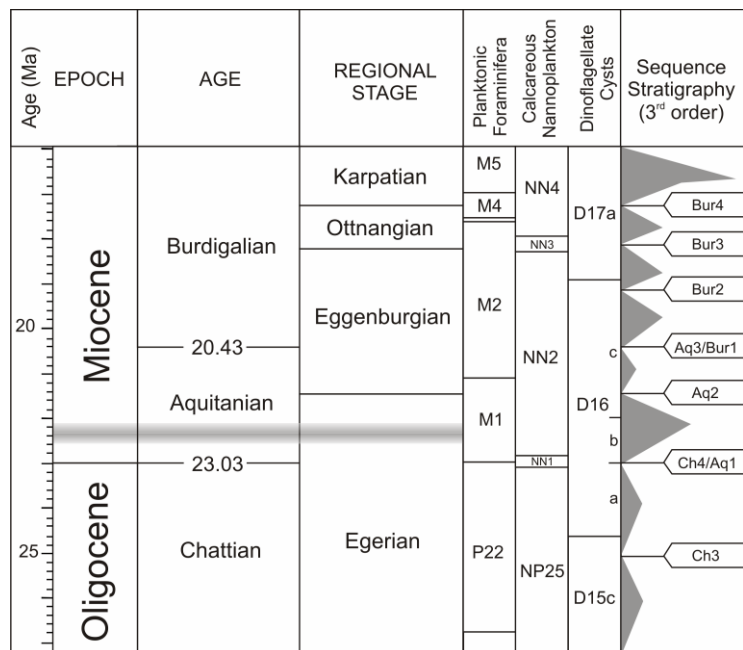 Age (Ma)
EPOCH
AGE
REGIONAL
STAGE
Planktonic
Foraminifera
Calcareous
Nannoplankton
Dinoflagellate
Cysts
Sequence
Stratigraphy
(3rd order)
20
25
Miocene
Oligocene
Burdigalian
20.43
Aquitanian
23.03
Chattian
Karpatian
Ottnangian
Eggenburgian
Egerian
M5
M4
M2
M1
P22
NN4
NN3
NN2
NN1
NP25
D17a
D16
c
b
a
D15c
Bur4
Bur3
Bur2
Aq3/Bur1
Aq2
Ch4/Aq1
Ch3